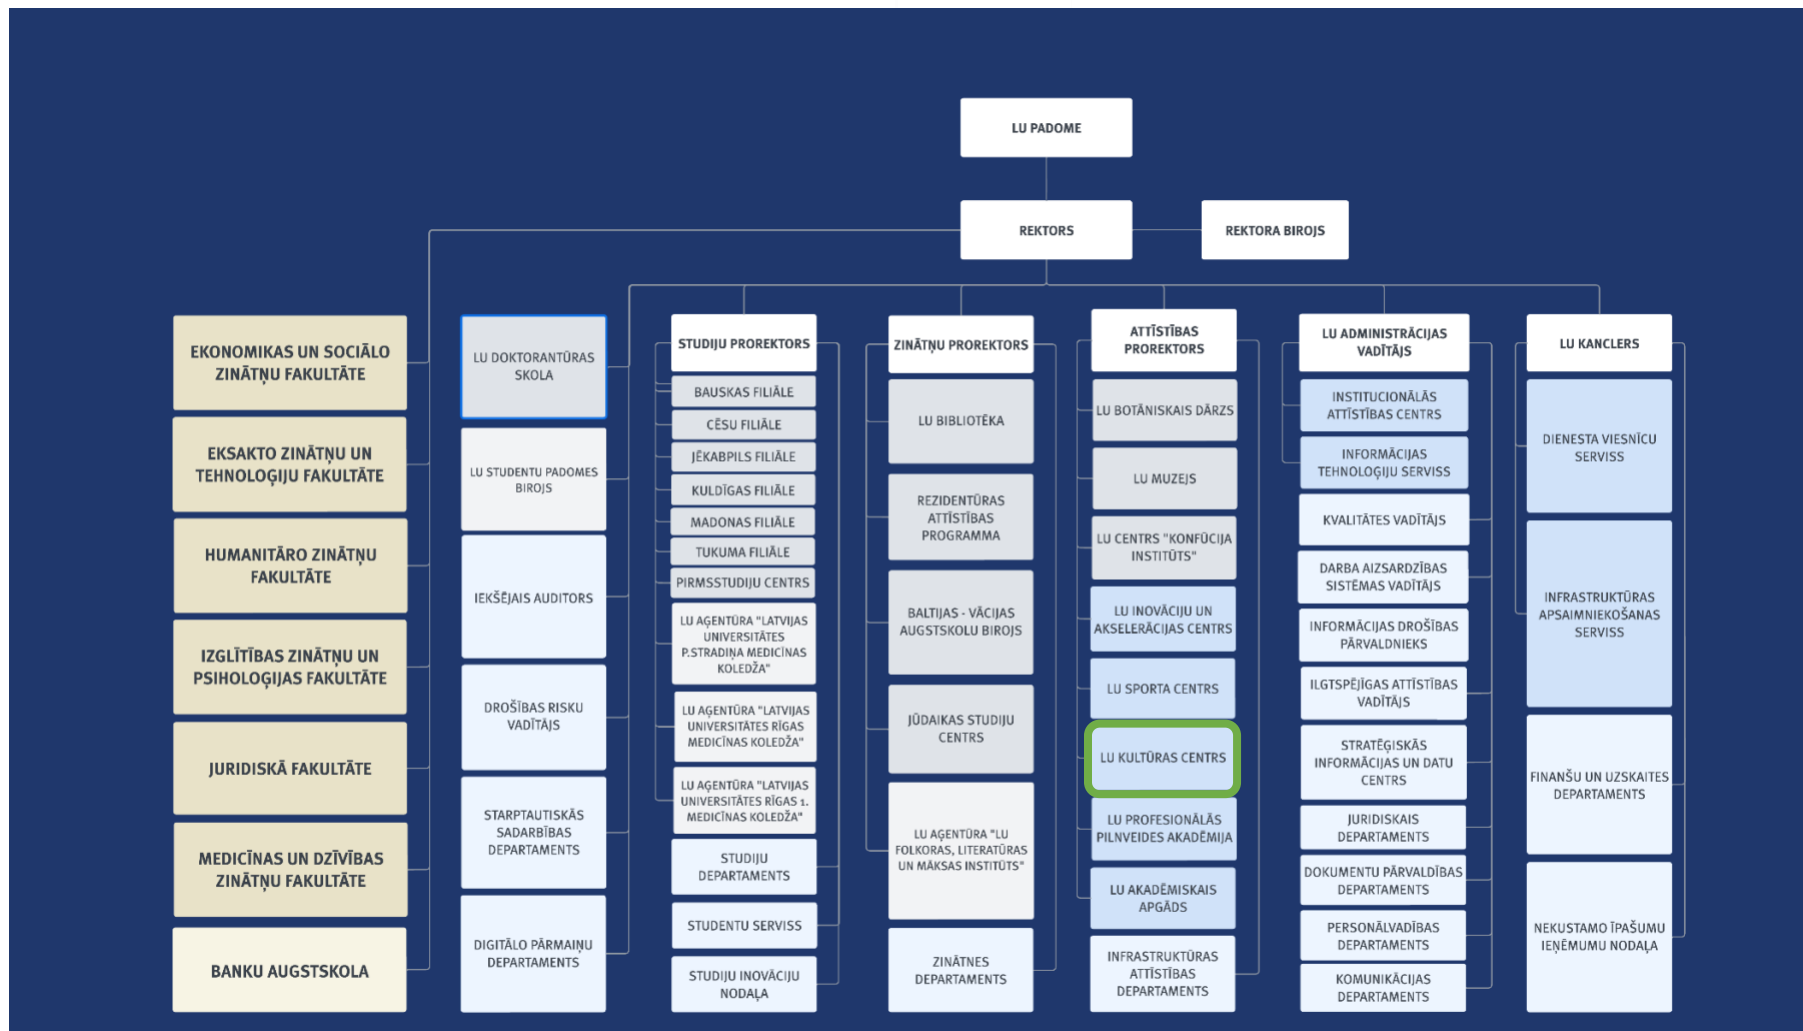 LU PADOME
REKTORS
REKTORA BIROJS
EKONOMIKAS UN SOCIĀLO
ZINĀTŅU FAKULTĀTE
EKSAKTO ZINĀTŅU UN
TEHNOLOĢIJU FAKULTĀTE
HUMANITĀRO ZINĀTŅU
FAKULTĀTE
IZGLĪTĪBAS ZINĀTŅU UN
PSIHOLOĢIJAS FAKULTĀTE
JURIDISKĀ FAKULTĀTE
MEDICĪNAS UN DZĪVĪBAS
ZINĀTŅU FAKULTĀTE
BANKU AUGSTSKOLA
LU DOKTORANTŪRAS
SKOLA
LU STUDENTU PADOMES
BIROJS
IEKŠĒJAIS AUDITORS
DROŠĪBAS RISKU
VADĪTĀJS
STARPTAUTISKĀS
SADARBĪBAS
DEPARTAMENTS
DIGITĀLO PĀRMAIŅU
DEPARTAMENTS
STUDIJU PROREKTORS
BAUSKAS FILIĀLE
CĒSU FILIĀLE
JĒKABPILS FILIĀLE
KULDĪGAS FILIĀLE
MADONAS FILIĀLE
TUKUMA FILIĀLE
PIRMSSTUDIJU CENTRS
LU AĢENTŪRA "LATVIJAS
UNIVERSITĀTES
P.STRADIŅA MEDICĪNAS
KOLEDŽA"
LU AĢENTŪRA "LATVIJAS
UNIVERSITĀTES RĪGAS
MEDICĪNAS KOLEDŽA"
LU AĢENTŪRA "LATVIJAS
UNIVERSITĀTES RĪGAS 1.
MEDICĪNAS KOLEDŽA"
STUDIJU
DEPARTAMENTS
STUDENTU SERVISS
STUDIJU INOVĀCIJU
NODAĻA
ZINĀTŅU PROREKTORS
LU BIBLIOTĒKA
REZIDENTŪRAS
ATTĪSTĪBAS
PROGRAMMA
BALTIJAS - VĀCIJAS
AUGSTSKOLU BIROJS
JŪDAIKAS STUDIJU
CENTRS
LU AĢENTŪRA "LU
FOLKORAS, LITERATŪRAS
UN MĀKSAS INSTITŪTS"
ZINĀTNES
DEPARTAMENTS
ATTĪSTĪBAS
PROREKTORS
LU BOTĀNISKAIS DĀRZS
LU MUZEJS
LU CENTRS "KONFŪCIJA
INSTITŪTS"
LU INOVĀCIJU UN
AKSELERĀCIJAS CENTRS
LU SPORTA CENTRS
LU KULTŪRAS CENTRS
LU PROFESIONĀLĀS
PILNVEIDES AKADĒMIJA
LU AKADĒMISKAIS
APGĀDS
INFRASTRUKTŪRAS
ATTĪSTĪBAS
DEPARTAMENTS
LU ADMINISTRĀCIJAS
VADĪTĀJS
INSTITUCIONĀLĀS
ATTĪSTĪBAS CENTRS
INFORMĀCIJAS
TEHNOLOĢIJU SERVISS
KVALITĀTES VADĪTĀJS
DARBA AIZSARDZĪBAS
SISTĒMAS VADĪTĀJS
INFORMĀCIJAS DROŠĪBAS
PĀRVALDNIEKS
ILGTSPĒJĪGAS ATTĪSTĪBAS
VADĪTĀJS
STRATĒĢISKĀS
INFORMĀCIJAS UN DATU
CENTRS
JURIDISKAIS
DEPARTAMENTS
DOKUMENTU PĀRVALDĪBAS
DEPARTAMENTS
PERSONĀLVADĪBAS
DEPARTAMENTS
KOMUNIKĀCIJAS
DEPARTAMENTS
LU KANCLERS
DIENESTA VIESNĪCU
SERVISS
INFRASTRUKTŪRAS
APSAIMNIEKOŠANAS
SERVISS
FINANŠU UN UZSKAITES
DEPARTAMENTS
NEKUSTAMO ĪPAŠUMU
IEŅĒMUMU NODAĻA